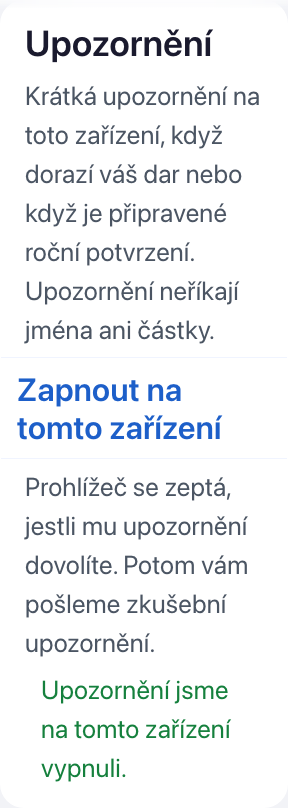 Upozornění
Krátká upozornění na
toto zařízení, když
dorazí váš dar nebo
když je připravené
roční potvrzení.
Upozornění neříkají
jména ani částky.
Zapnout na
tomto zařízení
Prohlížeč se zeptá,
jestli mu upozornění
dovolíte. Potom vám
pošleme zkušební
upozornění.
Upozornění jsme
na tomto zařízení
vypnuli.